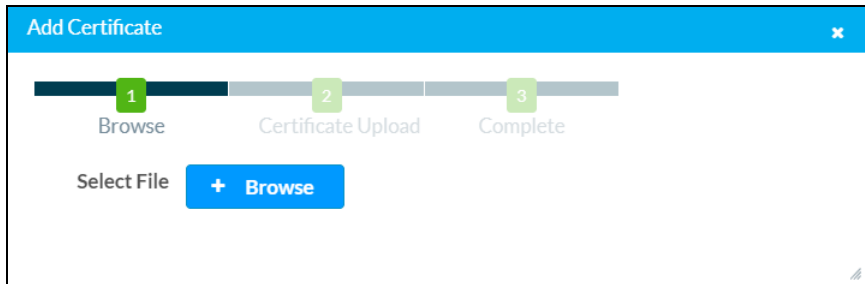 Add Certificate
1 2 3
Browse Certificate Upload Complete
Select File + Browse